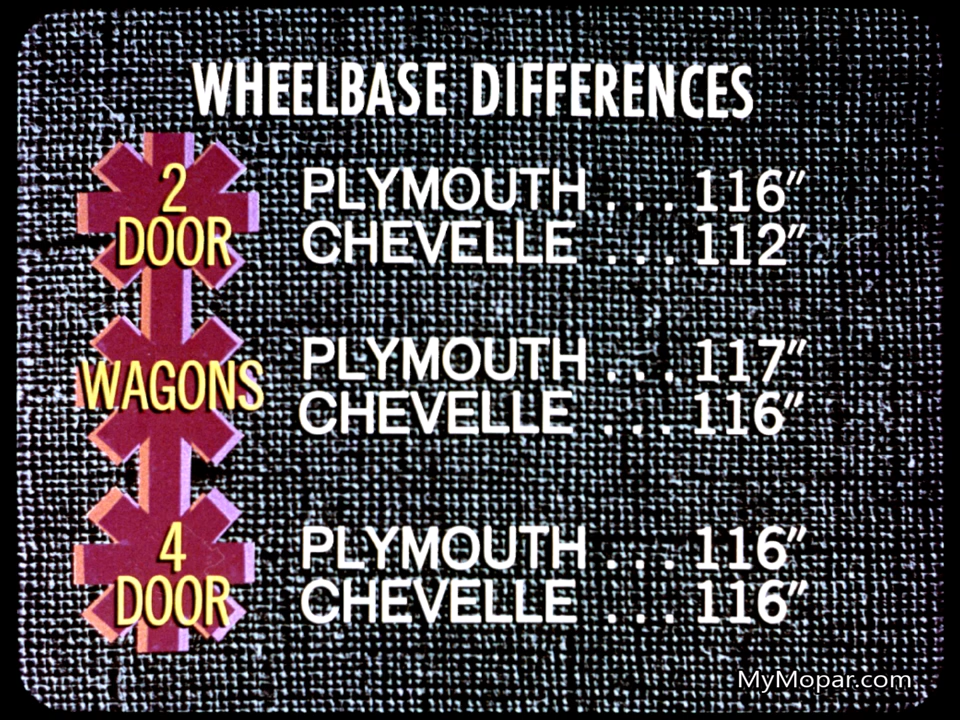 WHEELBASE DIFFERENCES
2
DOOR
PLYMOUTH . . . 116"
CHEVELLE . . . 112"
WAGONS
PLYMOUTH . . . 117"
CHEVELLE . . . 116"
4
DOOR
PLYMOUTH . . . 116"
CHEVELLE . . . 116"
MyMopar.com